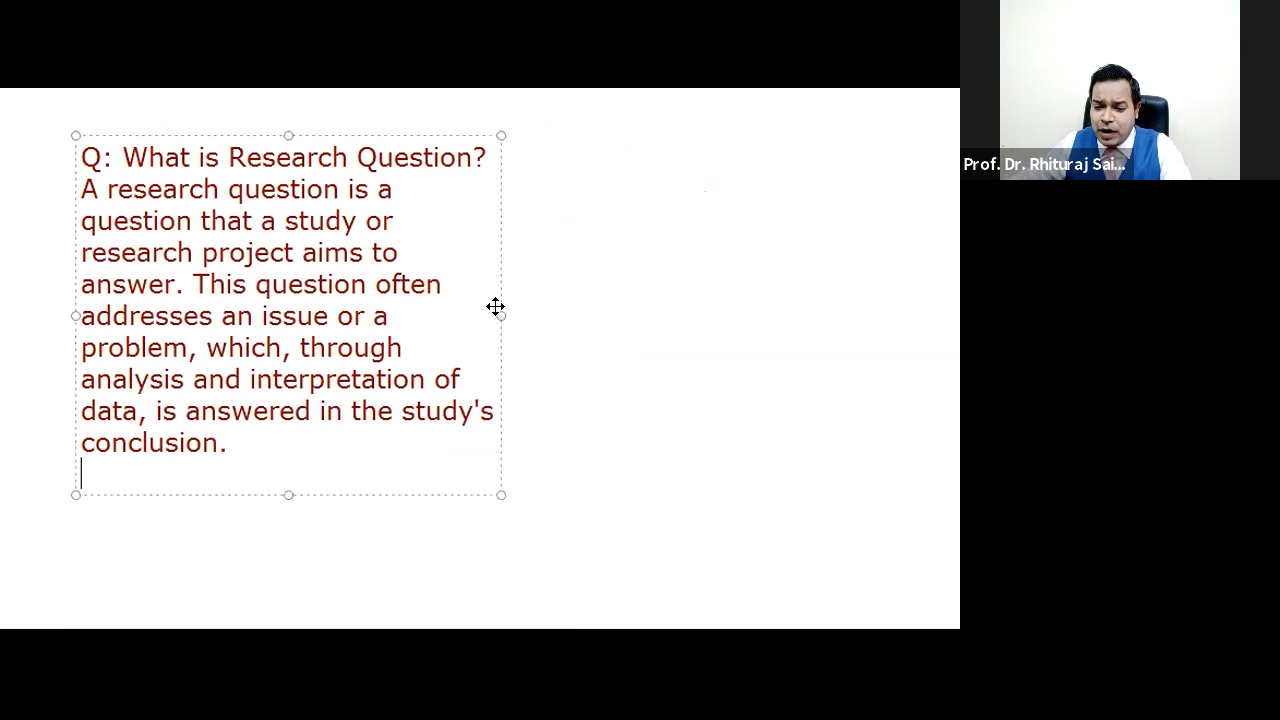 Q: What is Research Question?
A research question is a
question that a study or
research project aims to
answer. This question often
addresses an issue or a
problem, which, through
analysis and interpretation of
data, is answered in the study's
conclusion.
Prof. Dr. Rhituraj Sai...